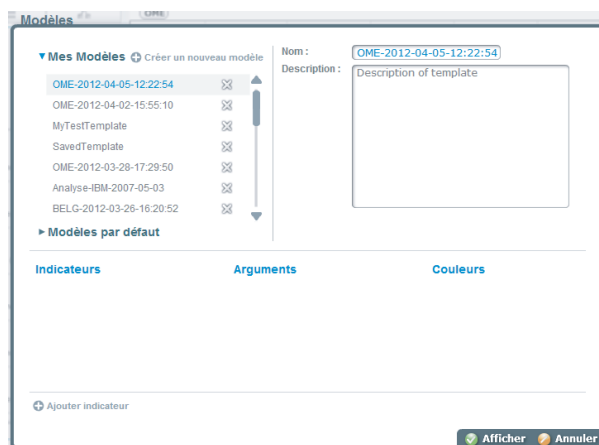 OME
Modèles
Mes Modèles Créer un nouveau modèle
OME-2012-04-05-12:22:54
OME-2012-04-02-15:55:10
MyTestTemplate
SavedTemplate
OME-2012-03-28-17:29:50
Analyse-IBM-2007-05-03
BELG-2012-03-26-16:20:52
Modèles par défaut
Nom : OME-2012-04-05-12:22:54
Description : Description of template
Indicateurs Arguments Couleurs
Ajouter indicateur
Afficher Annuler